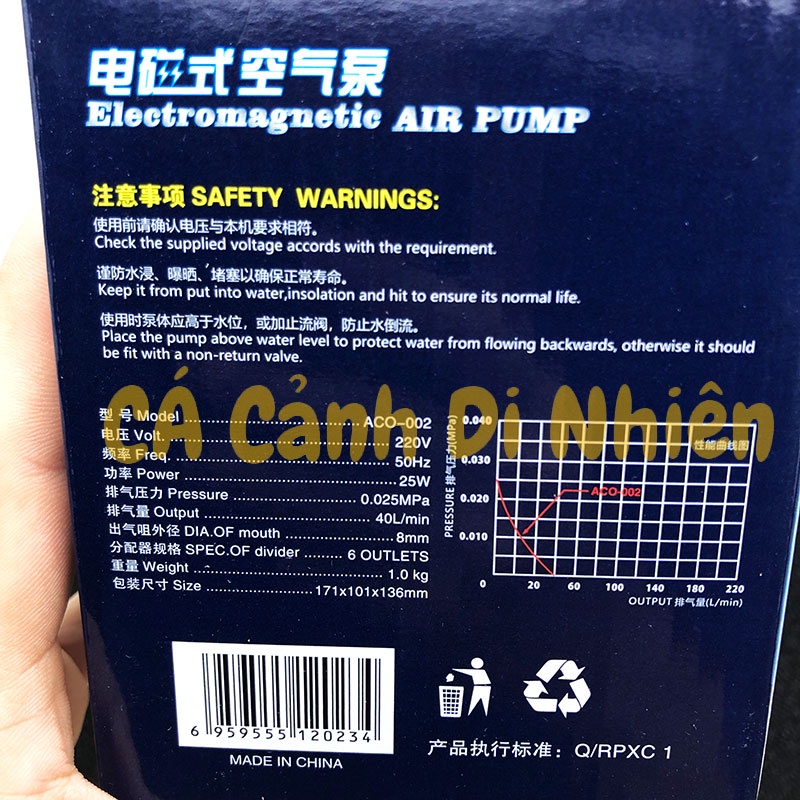 电磁式空气泵
Electromagnetic AIR PUMP
注意事项 SAFETY WARNINGS:
使用前请确认电压与本机要求相符。
Check the supplied voltage accords with the requirement.
谨防水浸、曝晒、堵塞以确保正常寿命。
Keep it from put into water,insolation and hit to ensure its normal life.
使用时泵体应高于水位，或加止流阀，防止水倒流。
Place the pump above water level to protect water from flowing backwards, otherwise it should
be fit with a non-return valve.
CÁ Cảnh Di Nhiên
型 号 Model ACO-002
电压 Volt. 220V
频率 Freq. 50Hz
功率 Power 25W
排气压力 Pressure 0.025MPa
排气量 Output 40L/min
出气咀外径 DIA.OF mouth 8mm
分配器规格 SPEC.OF divider 6 OUTLETS
重量 Weight 1.0 kg
包装尺寸 Size 171x101x136mm
PRESSURE 排气压力(MPa)
0.040
0.030
0.020
0.010
0 20 60 100 140 180 220
性能曲线图
ACO-002
OUTPUT 排气量(L/min)
6 959555 120234
MADE IN CHINA
产品执行标准：Q/RPXC 1